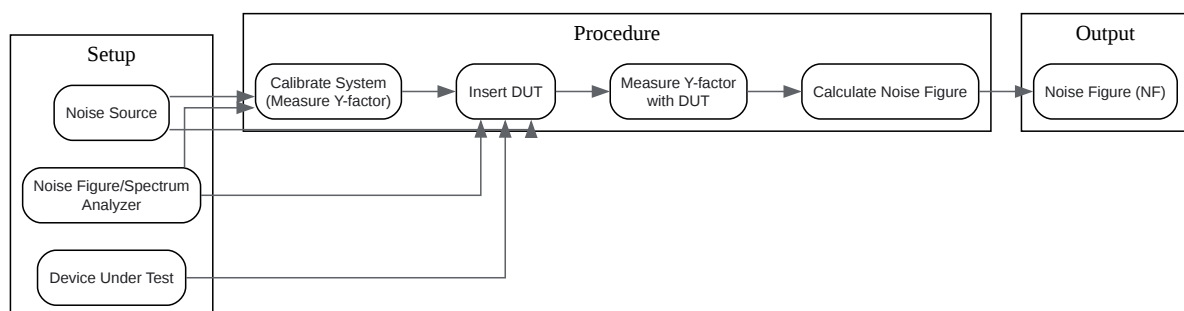 Setup
Noise Source
Noise Figure/Spectrum
Analyzer
Device Under Test
Procedure
Calibrate System
(Measure Y-factor)
Insert DUT
Measure Y-factor
with DUT
Calculate Noise Figure
Output
Noise Figure (NF)